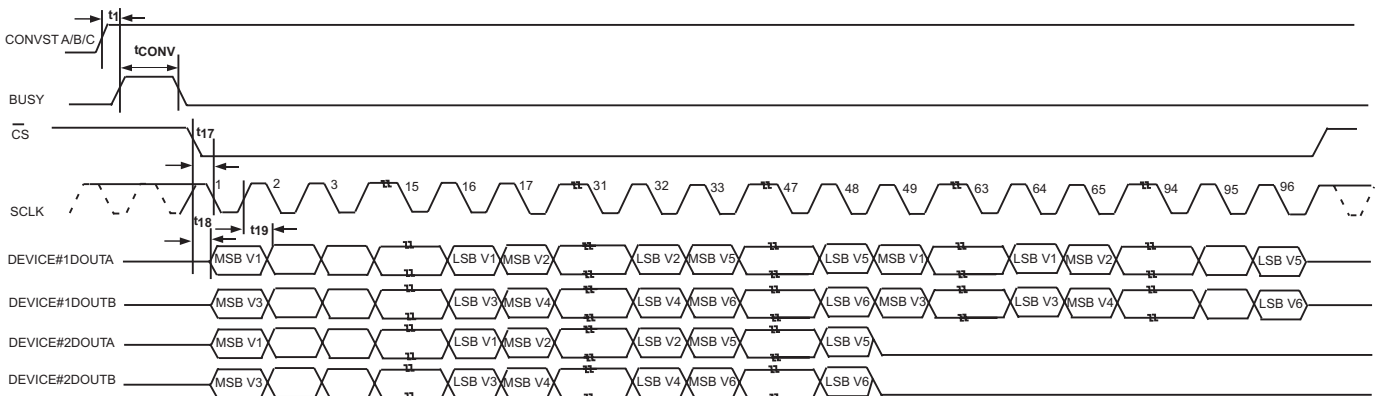 t1
CONVST A/B/C
tCONV
BUSY
CS
t17
SCLK
1 2 3 15 16 17 31 32 33 47 48 49 63 64 65 94 95 96
t18
t19
DEVICE#1DOUTA MSB V1 LSB V1 MSB V2 LSB V2 MSB V5 LSB V5 MSB V1 LSB V1 MSB V2 LSB V5
DEVICE#1DOUTB MSB V3 LSB V3 MSB V4 LSB V4 MSB V6 LSB V6 MSB V3 LSB V3 MSB V4 LSB V6
DEVICE#2DOUTA MSB V1 LSB V1 MSB V2 LSB V2 MSB V5 LSB V5
DEVICE#2DOUTB MSB V3 LSB V3 MSB V4 LSB V4 MSB V6 LSB V6